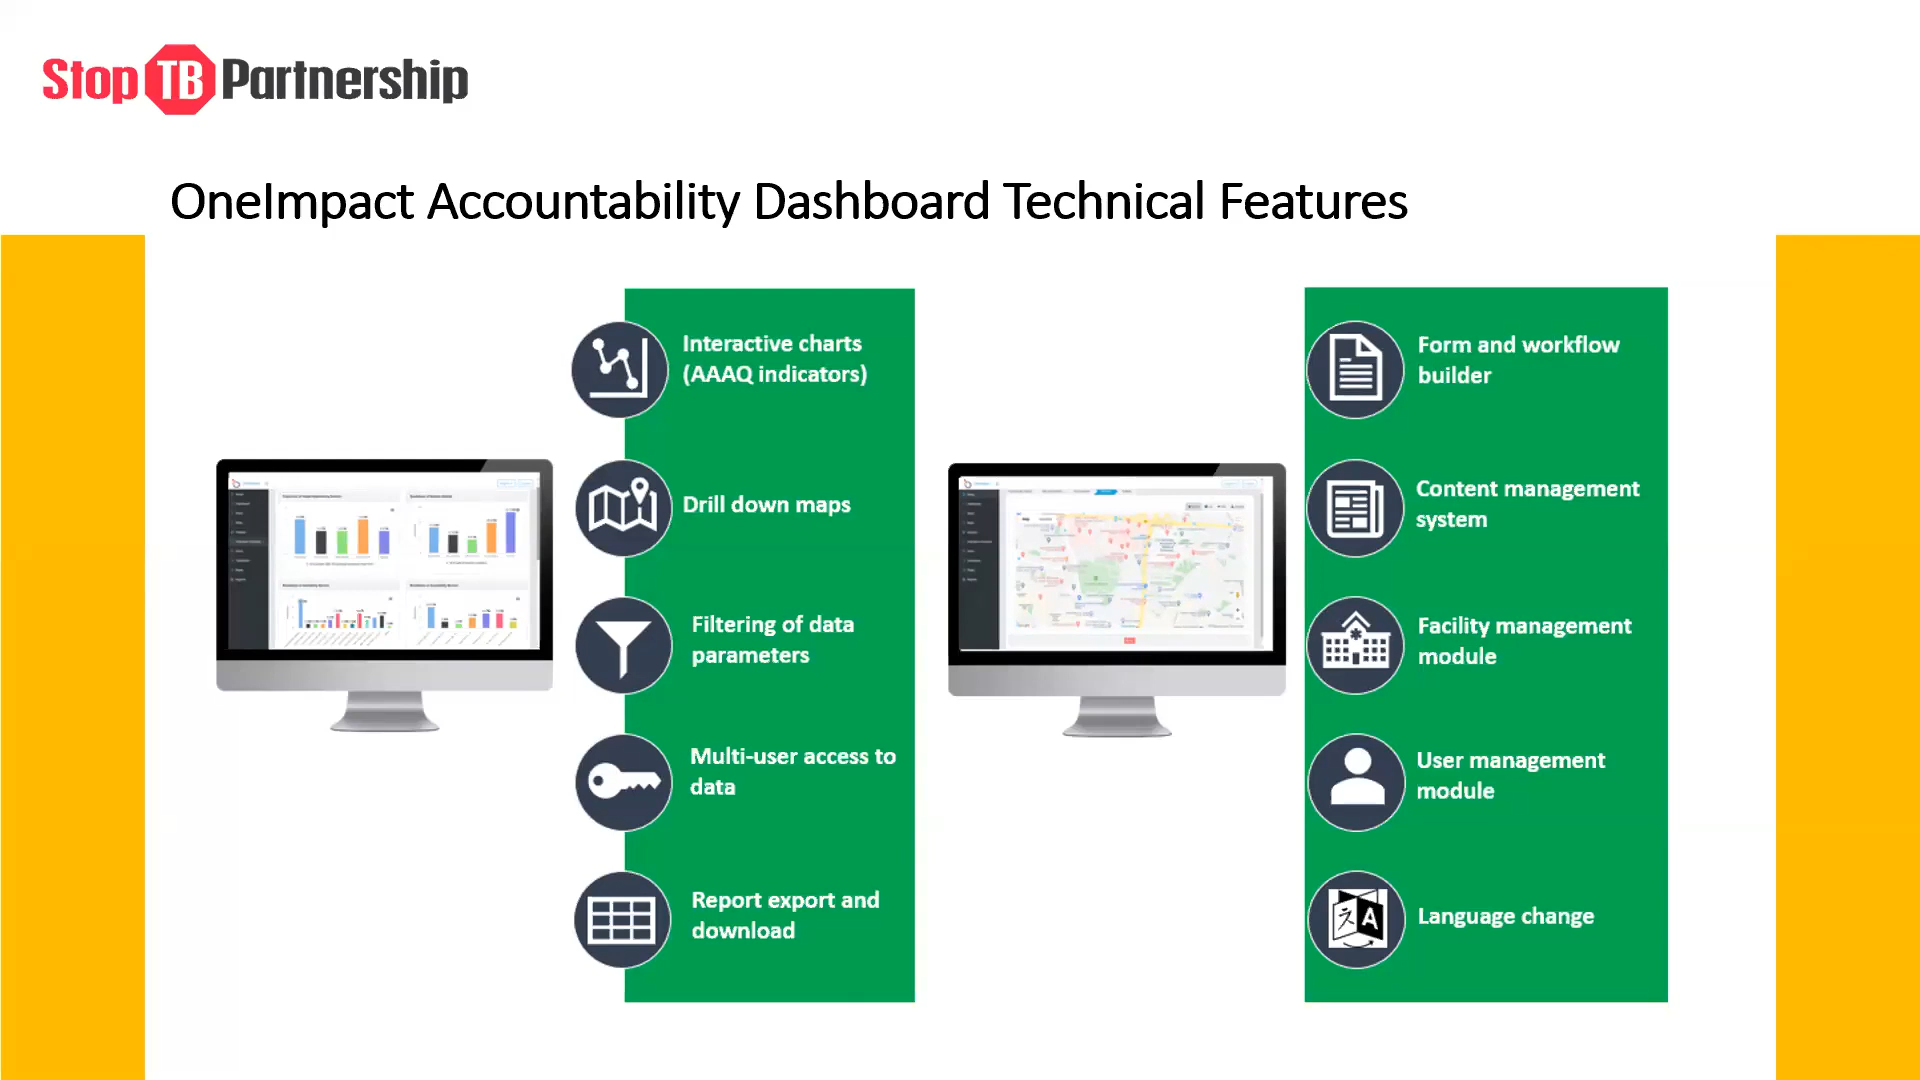 Stop TB Partnership
OneImpact Accountability Dashboard Technical Features
Interactive charts
(AAAQ indicators)
Drill down maps
Filtering of data
parameters
Multi-user access to
data
Report export and
download
Form and workflow
builder
Content management
system
Facility management
module
User management
module
A
Language change